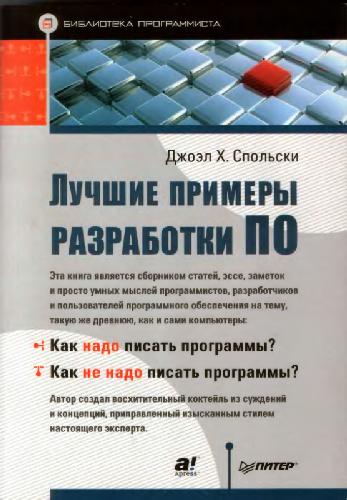 БИБЛИОТЕКА ПРОГРАММИСТА
Джоэл Х. Спольски
ЛУЧШИЕ ПРИМЕРЫ
РАЗРАБОТКИ ПО
Эта книга является сборником статей, эссе, заметок
и просто умных мыслей программистов, разработчиков
и пользователей программного обеспечения на тему,
такую же древнюю, как и сами компьютеры:
Как надо писать программы?
Как не надо писать программы?
Автор создал восхитительный коктейль из суждений
и концепций, приправленный изысканным стилем
настоящего эксперта.
a!
Apress
ПИТЕР